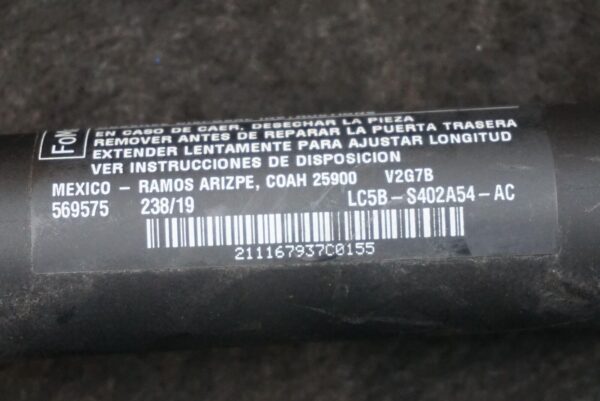 FoM
EN CASO DE CAER, DESECHAR LA PIEZA
REMOVER ANTES DE REPARAR LA PUERTA TRASERA
EXTENDER LENTAMENTE PARA AJUSTAR LONGITUD
VER INSTRUCCIONES DE DISPOSICION
MEXICO - RAMOS ARIZPE, COAH 25900 V2G7B
569575 238/19 LC5B-S402A54-AC
211167937C0155